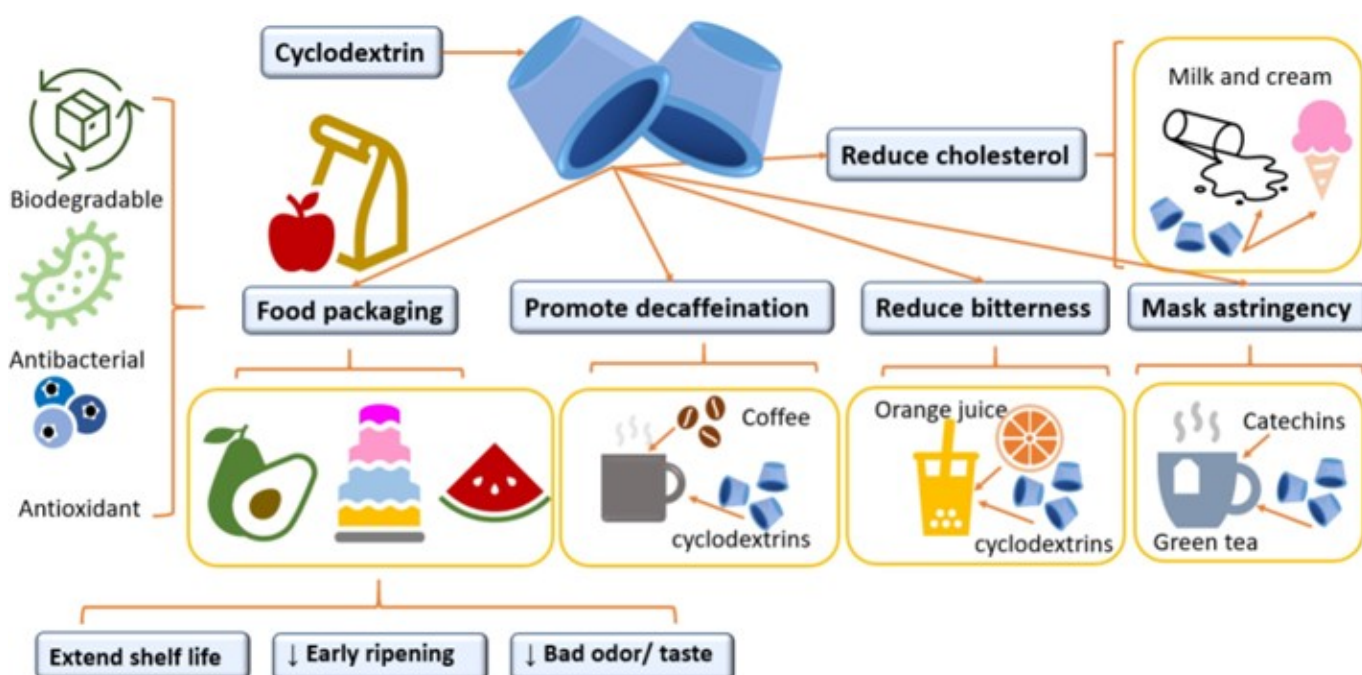 Cyclodextrin
Milk and cream
Reduce cholesterol
Biodegradable
Food packaging
Promote decaffeination
Reduce bitterness
Mask astringency
Antibacterial
Coffee
cyclodextrins
Orange juice
cyclodextrins
Catechins
Green tea
Antioxidant
Extend shelf life
↓ Early ripening
↓ Bad odor/ taste